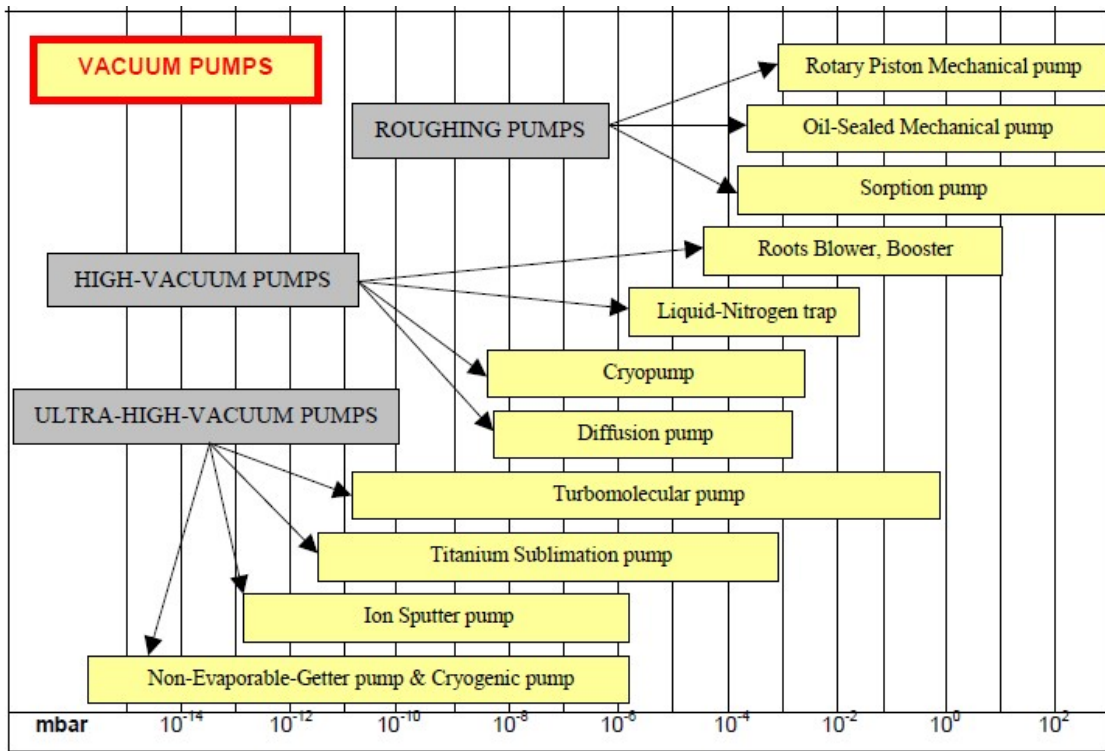 VACUUM PUMPS
Rotary Piston Mechanical pump
ROUGHING PUMPS
Oil-Sealed Mechanical pump
Sorption pump
Roots Blower, Booster
HIGH-VACUUM PUMPS
Liquid-Nitrogen trap
Cryopump
ULTRA-HIGH-VACUUM PUMPS
Diffusion pump
Turbomolecular pump
Titanium Sublimation pump
Ion Sputter pump
Non-Evaporable-Getter pump & Cryogenic pump
mbar 10⁻¹⁴ 10⁻¹² 10⁻¹⁰ 10⁻⁸ 10⁻⁶ 10⁻⁴ 10⁻² 10⁰ 10²